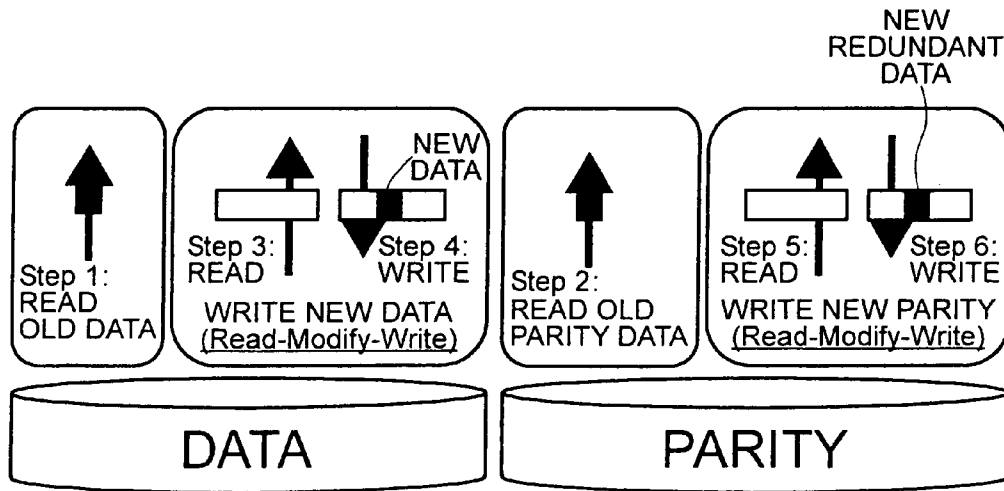 NEW
REDUNDANT
DATA
Step 1:
READ
OLD DATA
NEW
DATA
Step 3:
READ
Step 4:
WRITE
WRITE NEW DATA
(Read-Modify-Write)
Step 2:
READ OLD
PARITY DATA
Step 5:
READ
Step 6:
WRITE
WRITE NEW PARITY
(Read-Modify-Write)
DATA
PARITY